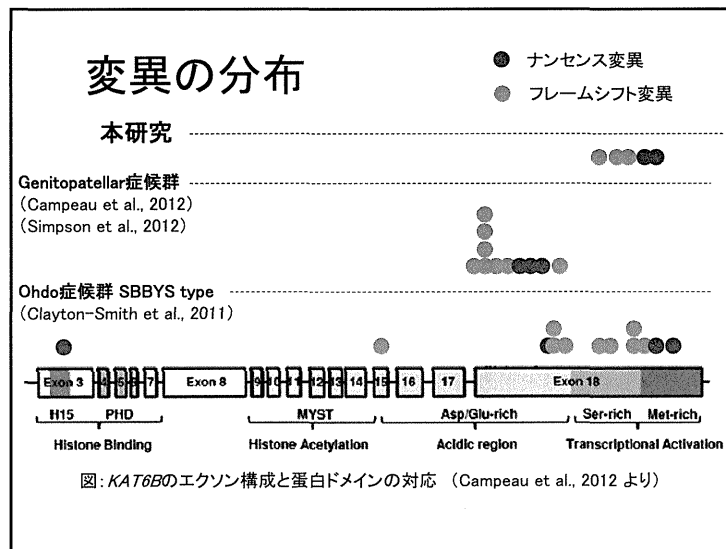 変異の分布
ナンセンス変異
フレームシフト変異
本研究
Genitopatellar症候群
(Campeau et al., 2012)
(Simpson et al., 2012)
Ohdo症候群 SBBYS type
(Clayton-Smith et al., 2011)
Exon 3 4 5 6 7 Exon 8 9 10 11 12 13 14 15 16 17 Exon 18
H15 PHD MYST Asp/Glu-rich Ser-rich Met-rich
Histone Binding Histone Acetylation Acidic region Transcriptional Activation
図:KAT6Bのエクソン構成と蛋白ドメインの対応 (Campeau et al., 2012 より)